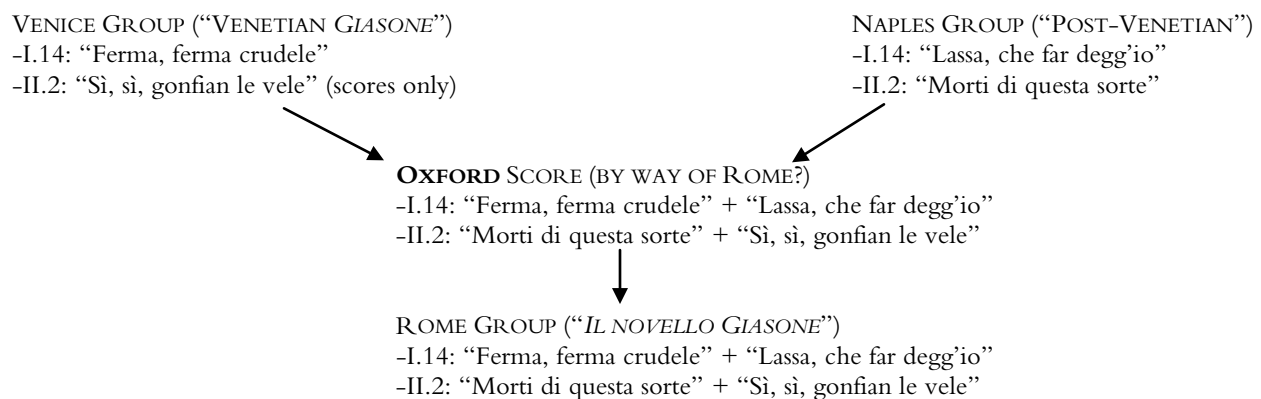 VENICE GROUP (“VENETIAN GIASONE”)
-I.14: “Ferma, ferma crudele”
-II.2: “Sì, sì, gonfian le vele” (scores only)
NAPLES GROUP (“POST-VENETIAN”)
-I.14: “Lassa, che far degg'io”
-II.2: “Morti di questa sorte”
OXFORD SCORE (BY WAY OF ROME?)
-I.14: “Ferma, ferma crudele” + “Lassa, che far degg'io”
-II.2: “Morti di questa sorte” + “Sì, sì, gonfian le vele”
ROME GROUP (“IL NOVELLO GIASONE”)
-I.14: “Ferma, ferma crudele” + “Lassa, che far degg'io”
-II.2: “Morti di questa sorte” + “Sì, sì, gonfian le vele”